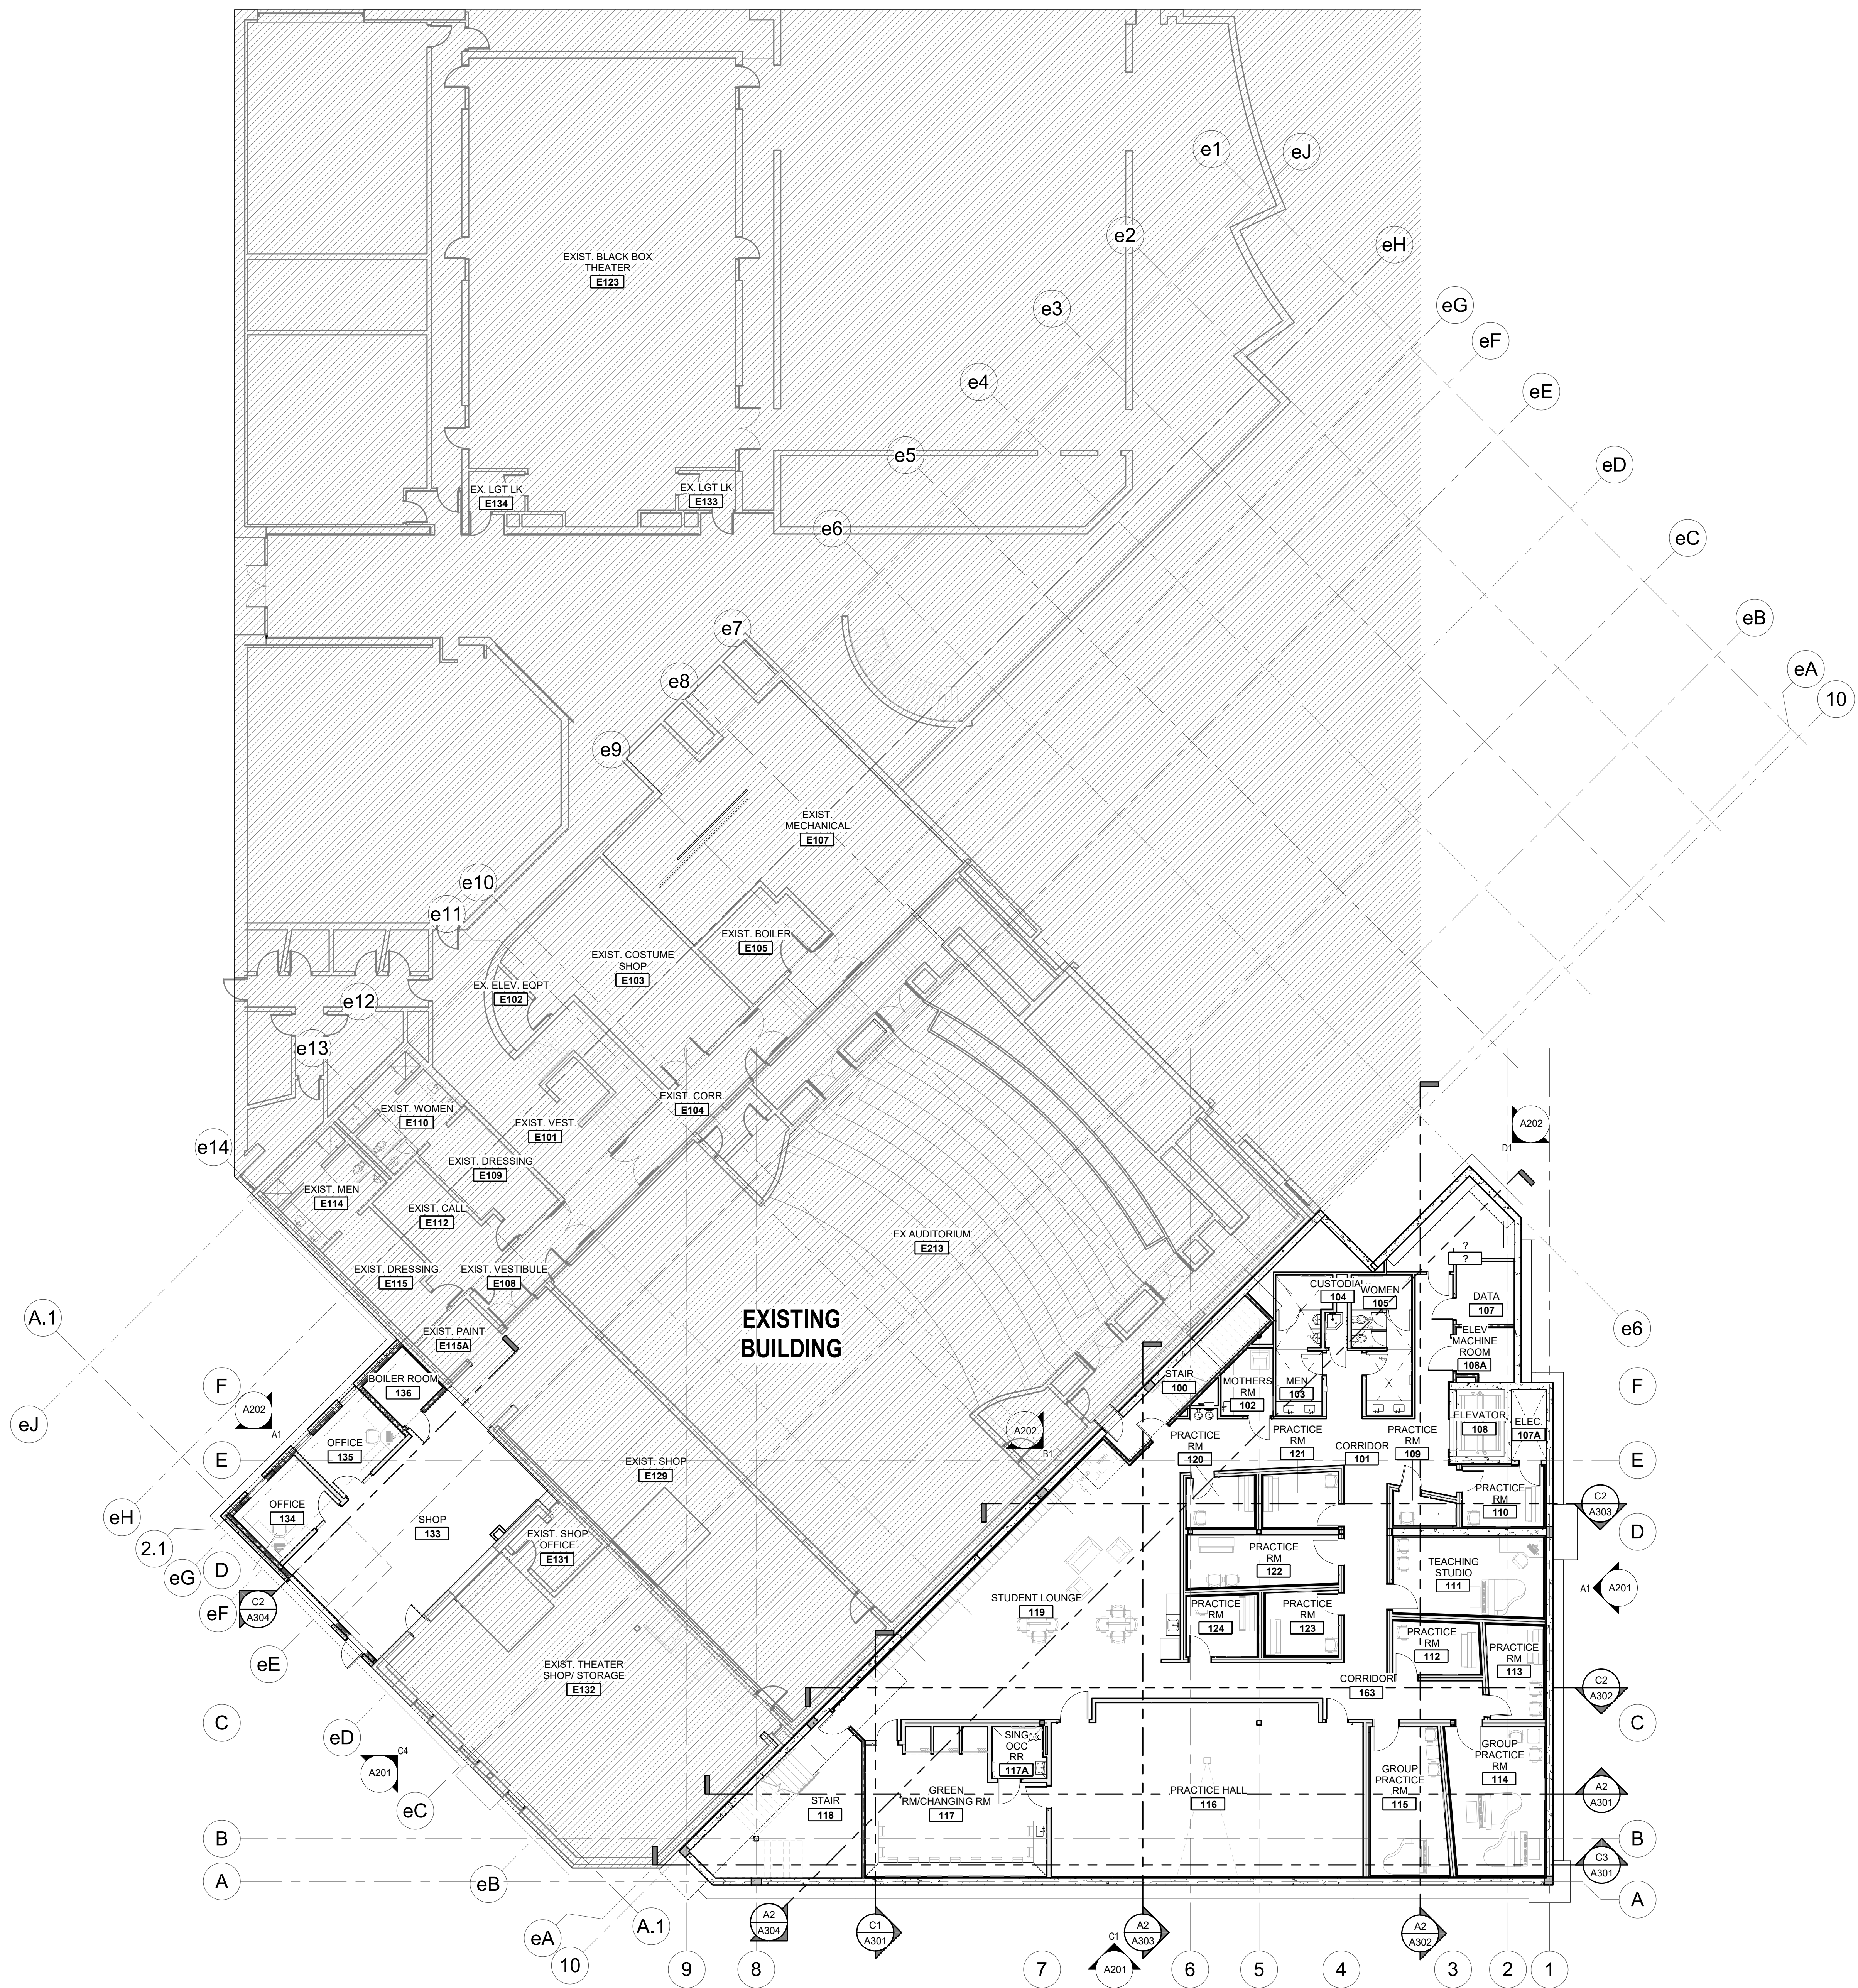 e1
eJ
e2
eH
e3
eG
eF
e4
eE
e5
eD
e6
eC
e7
eB
e8
eA
10
e9
EXIST. BLACK BOX
THEATER
E123
EX. LGT LK
E134
EX. LGT LK
E133
EXIST.
MECHANICAL
E107
e10
e11
EXIST. BOILER
E105
EXIST. COSTUME
SHOP
E103
EX. ELEV. EQPT
E102
e12
e13
EXIST. WOMEN
E110
EXIST. CORR.
E104
EXIST. VEST.
E101
e14
EXIST. DRESSING
E109
EXIST. MEN
E114
EXIST. CALL
E112
EX AUDITORIUM
E213
EXIST. DRESSING
E115
EXIST. VESTIBULE
E108
EXISTING
BUILDING
EXIST. PAINT
E115A
A202
D1
?
?
CUSTODIAL
104
WOMEN
105
DATA
107
ELEV
MACHINE
ROOM
108A
e6
A.1
F
BOILER ROOM
136
STAIR
100
MOTHERS
RM
102
MEN
103
F
A202
A1
eJ
ELEVATOR
108
ELEC.
107A
OFFICE
135
A202
B1
PRACTICE
RM
120
PRACTICE
RM
121
CORRIDOR
101
PRACTICE
RM
109
E
EXIST. SHOP
E129
E
PRACTICE
RM
110
C2
A303
eH
OFFICE
134
SHOP
133
EXIST. SHOP
OFFICE
E131
D
2.1
eG
D
PRACTICE
RM
122
TEACHING
STUDIO
111
A1
A201
C2
A304
eF
STUDENT LOUNGE
119
PRACTICE
RM
124
PRACTICE
RM
123
PRACTICE
RM
112
PRACTICE
RM
113
eE
EXIST. THEATER
SHOP/ STORAGE
E132
CORRIDOR
163
C2
A302
C
eD
C
C4
A201
SING
OCC
RR
117A
GROUP
PRACTICE
RM
114
GROUP
PRACTICE
RM
115
eC
STAIR
118
GREEN
RM/CHANGING RM
117
PRACTICE HALL
116
A2
A301
B
B
C3
A301
A
eB
A
eA
A.1
10
A2
A304
C1
A301
A2
A303
C1
A201
A2
A302
9
8
7
6
5
4
3
2
1